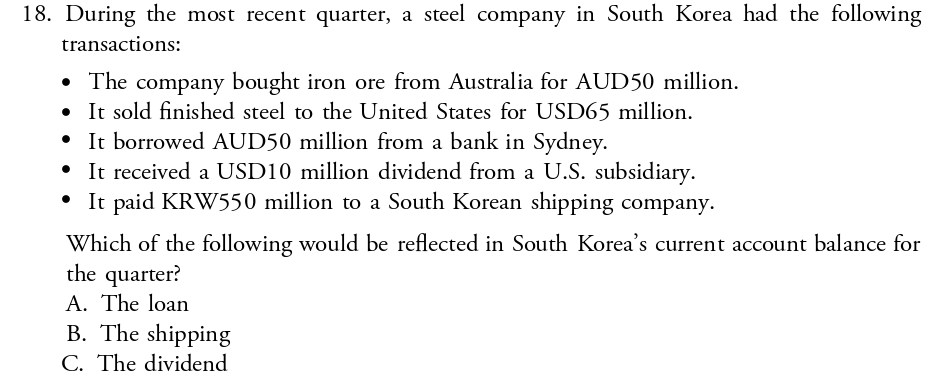 18. During the most recent quarter, a steel company in South Korea had the following
transactions:
• The company bought iron ore from Australia for AUD50 million.
• It sold finished steel to the United States for USD65 million.
• It borrowed AUD50 million from a bank in Sydney.
• It received a USD10 million dividend from a U.S. subsidiary.
• It paid KRW550 million to a South Korean shipping company.
Which of the following would be reflected in South Korea's current account balance for
the quarter?
A. The loan
B. The shipping
C. The dividend